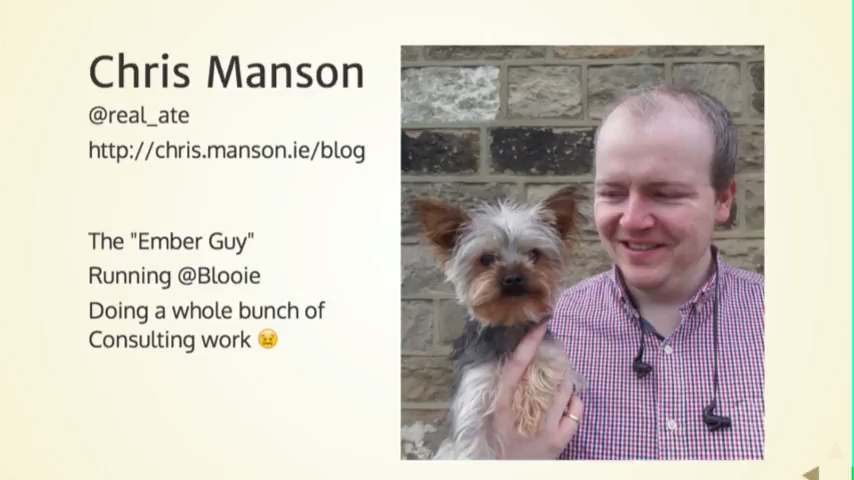 Chris Manson
@real_ate
http://chris.manson.ie/blog
The "Ember Guy"
Running @Blooie
Doing a whole bunch of
Consulting work 😣